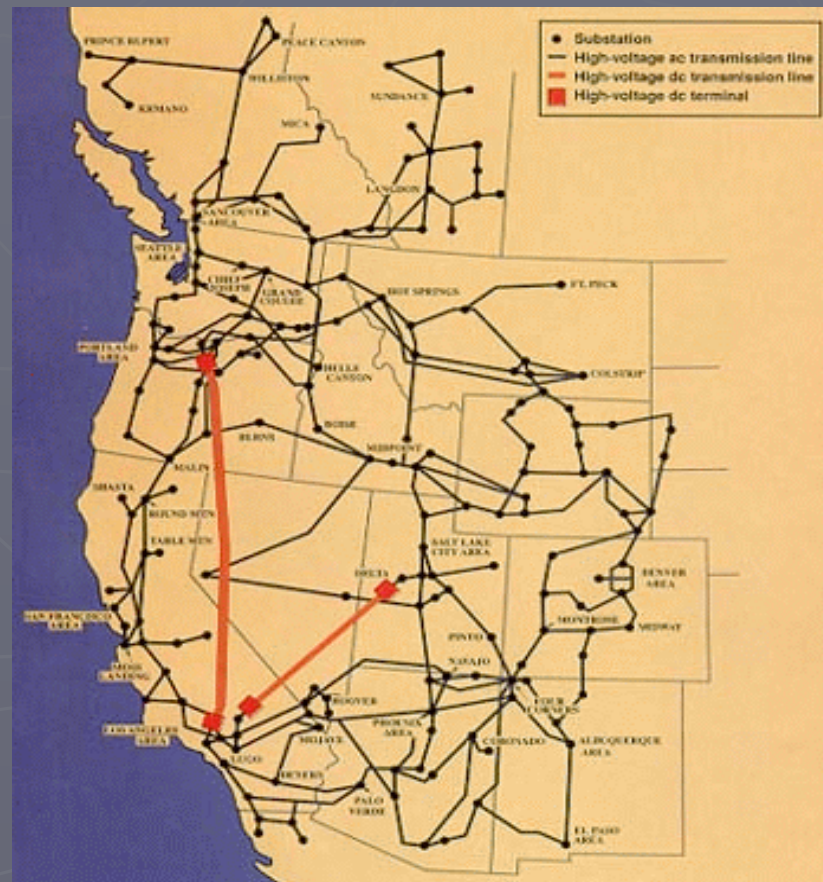 Substation
High-voltage ac transmission line
High-voltage dc transmission line
High-voltage dc terminal
PRINCE RUPERT
PEACE CANYON
WILLISTON
KEMANO
SUNDANCE
MICA
LANGDON
VANCOUVER
AREA
SEATTLE
AREA
CHIEF
JOSEPH
GRAND
COULEE
HOT SPRINGS
FT. PECK
PORTLAND
AREA
HELLS
CANYON
COLSTRIP
BURNS
BOISE
MIDPOINT
MALIN
SHASTA
ROUND MTN
TABLE MTN
SALT LAKE
CITY AREA
DELTA
DENVER
AREA
SAN FRANCISCO
AREA
MONTROSE
MIDWAY
PINTO
MOSS
LANDING
NAVAJO
HOOVER
FOUR
CORNERS
LOS ANGELES
AREA
MOJAVE
PHOENIX
AREA
CORONADO
ALBUQUERQUE
AREA
LUGO
DEVERS
PALO
VERDE
EL PASO
AREA